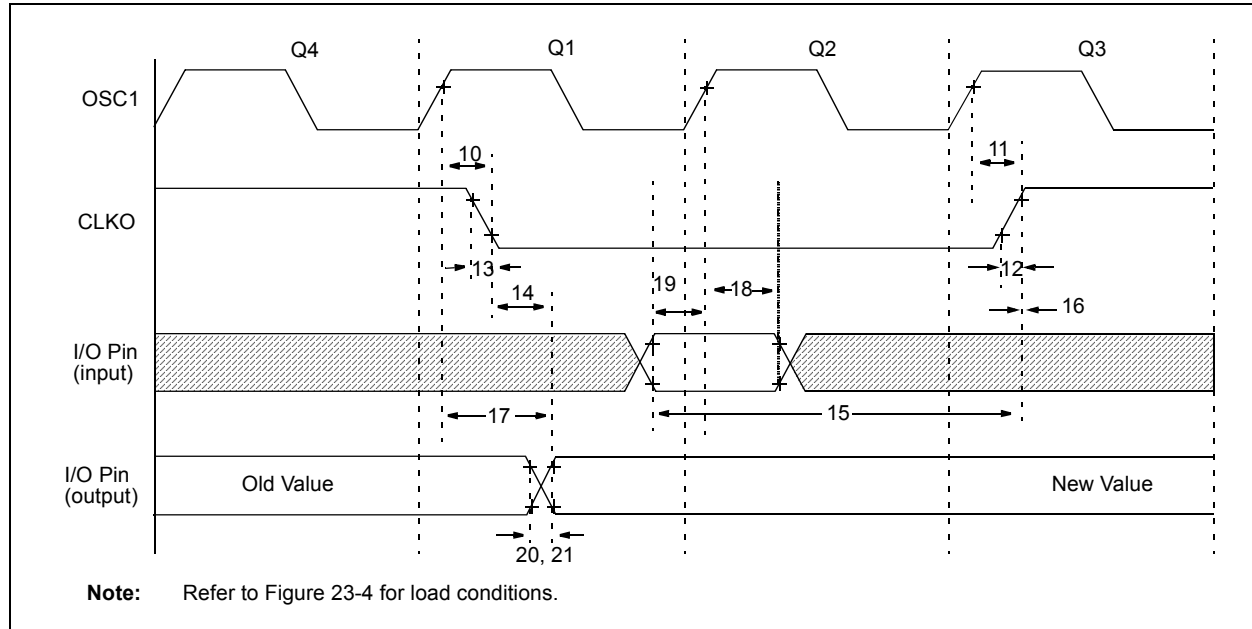 Q4 Q1 Q2 Q3
OSC1
10 11
CLKO
13 12
14 19 18
16
I/O Pin
(input)
17 15
I/O Pin
(output)
Old Value New Value
20, 21
Note: Refer to Figure 23-4 for load conditions.